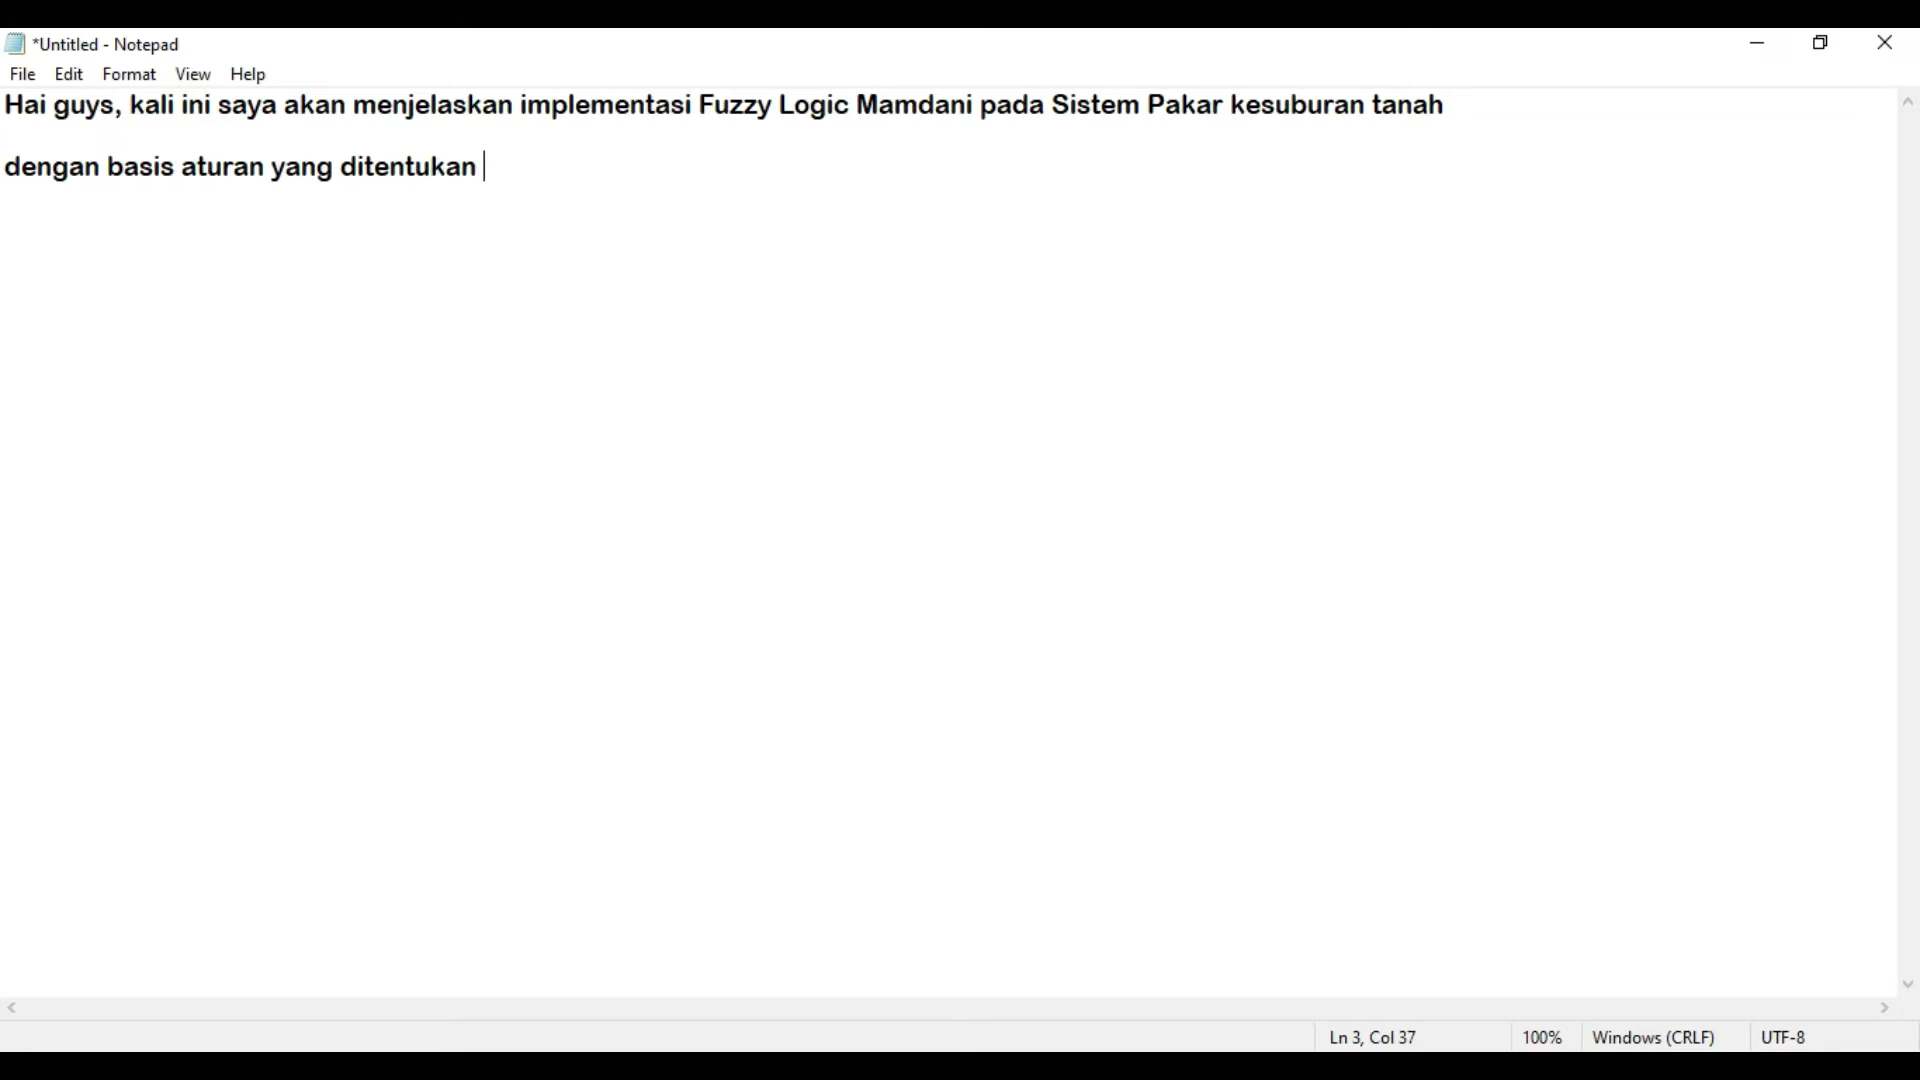 *Untitled - Notepad
File Edit Format View Help
Hai guys, kali ini saya akan menjelaskan implementasi Fuzzy Logic Mamdani pada Sistem Pakar kesuburan tanah
dengan basis aturan yang ditentukan
Ln 3, Col 37 100% Windows (CRLF) UTF-8